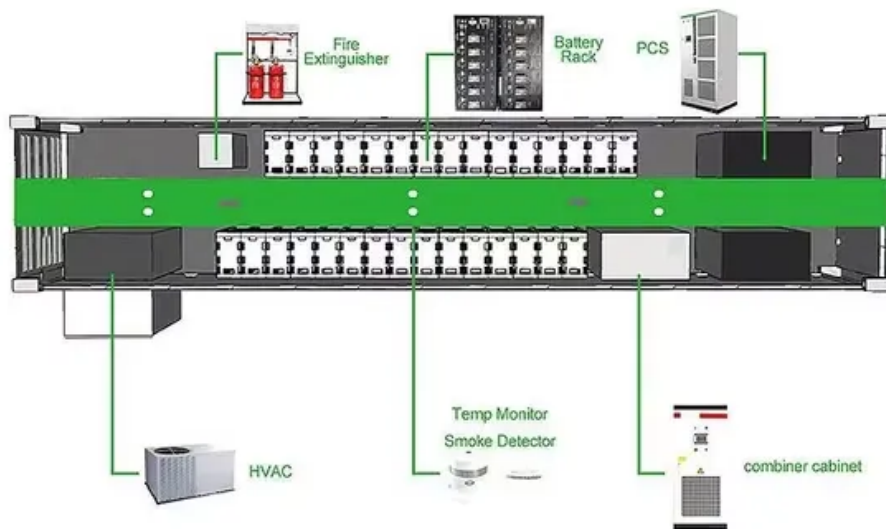 Fire
Extinguisher
Battery
Rack
PCS
HVAC
Temp Monitor
Smoke Detector
combiner cabinet